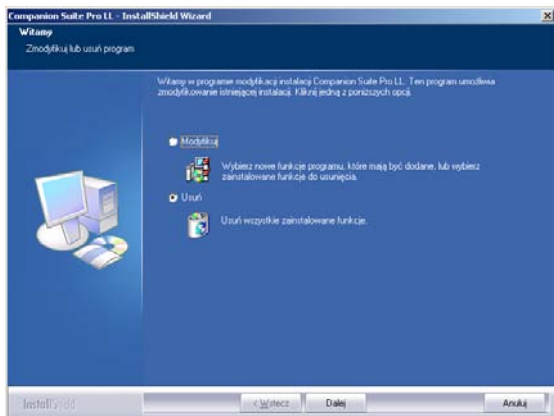 Companion Suite Pro LL - InstallShield Wizard
Witamy
Zmodyfikuj lub usuń program
Witamy w programie modyfikacji instalacji Companion Suite Pro LL. Ten program umożliwia
zmodyfikowanie istniejącej instalacji. Kliknij jedną z poniższych opcji.
Modyfikuj
Wybierz nowe funkcje programu, które mają być dodane, lub wybierz
zainstalowane funkcje do usunięcia.
Usuń
Usuń wszystkie zainstalowane funkcje.
InstallShield
< Wstecz
Dalej
Anuluj